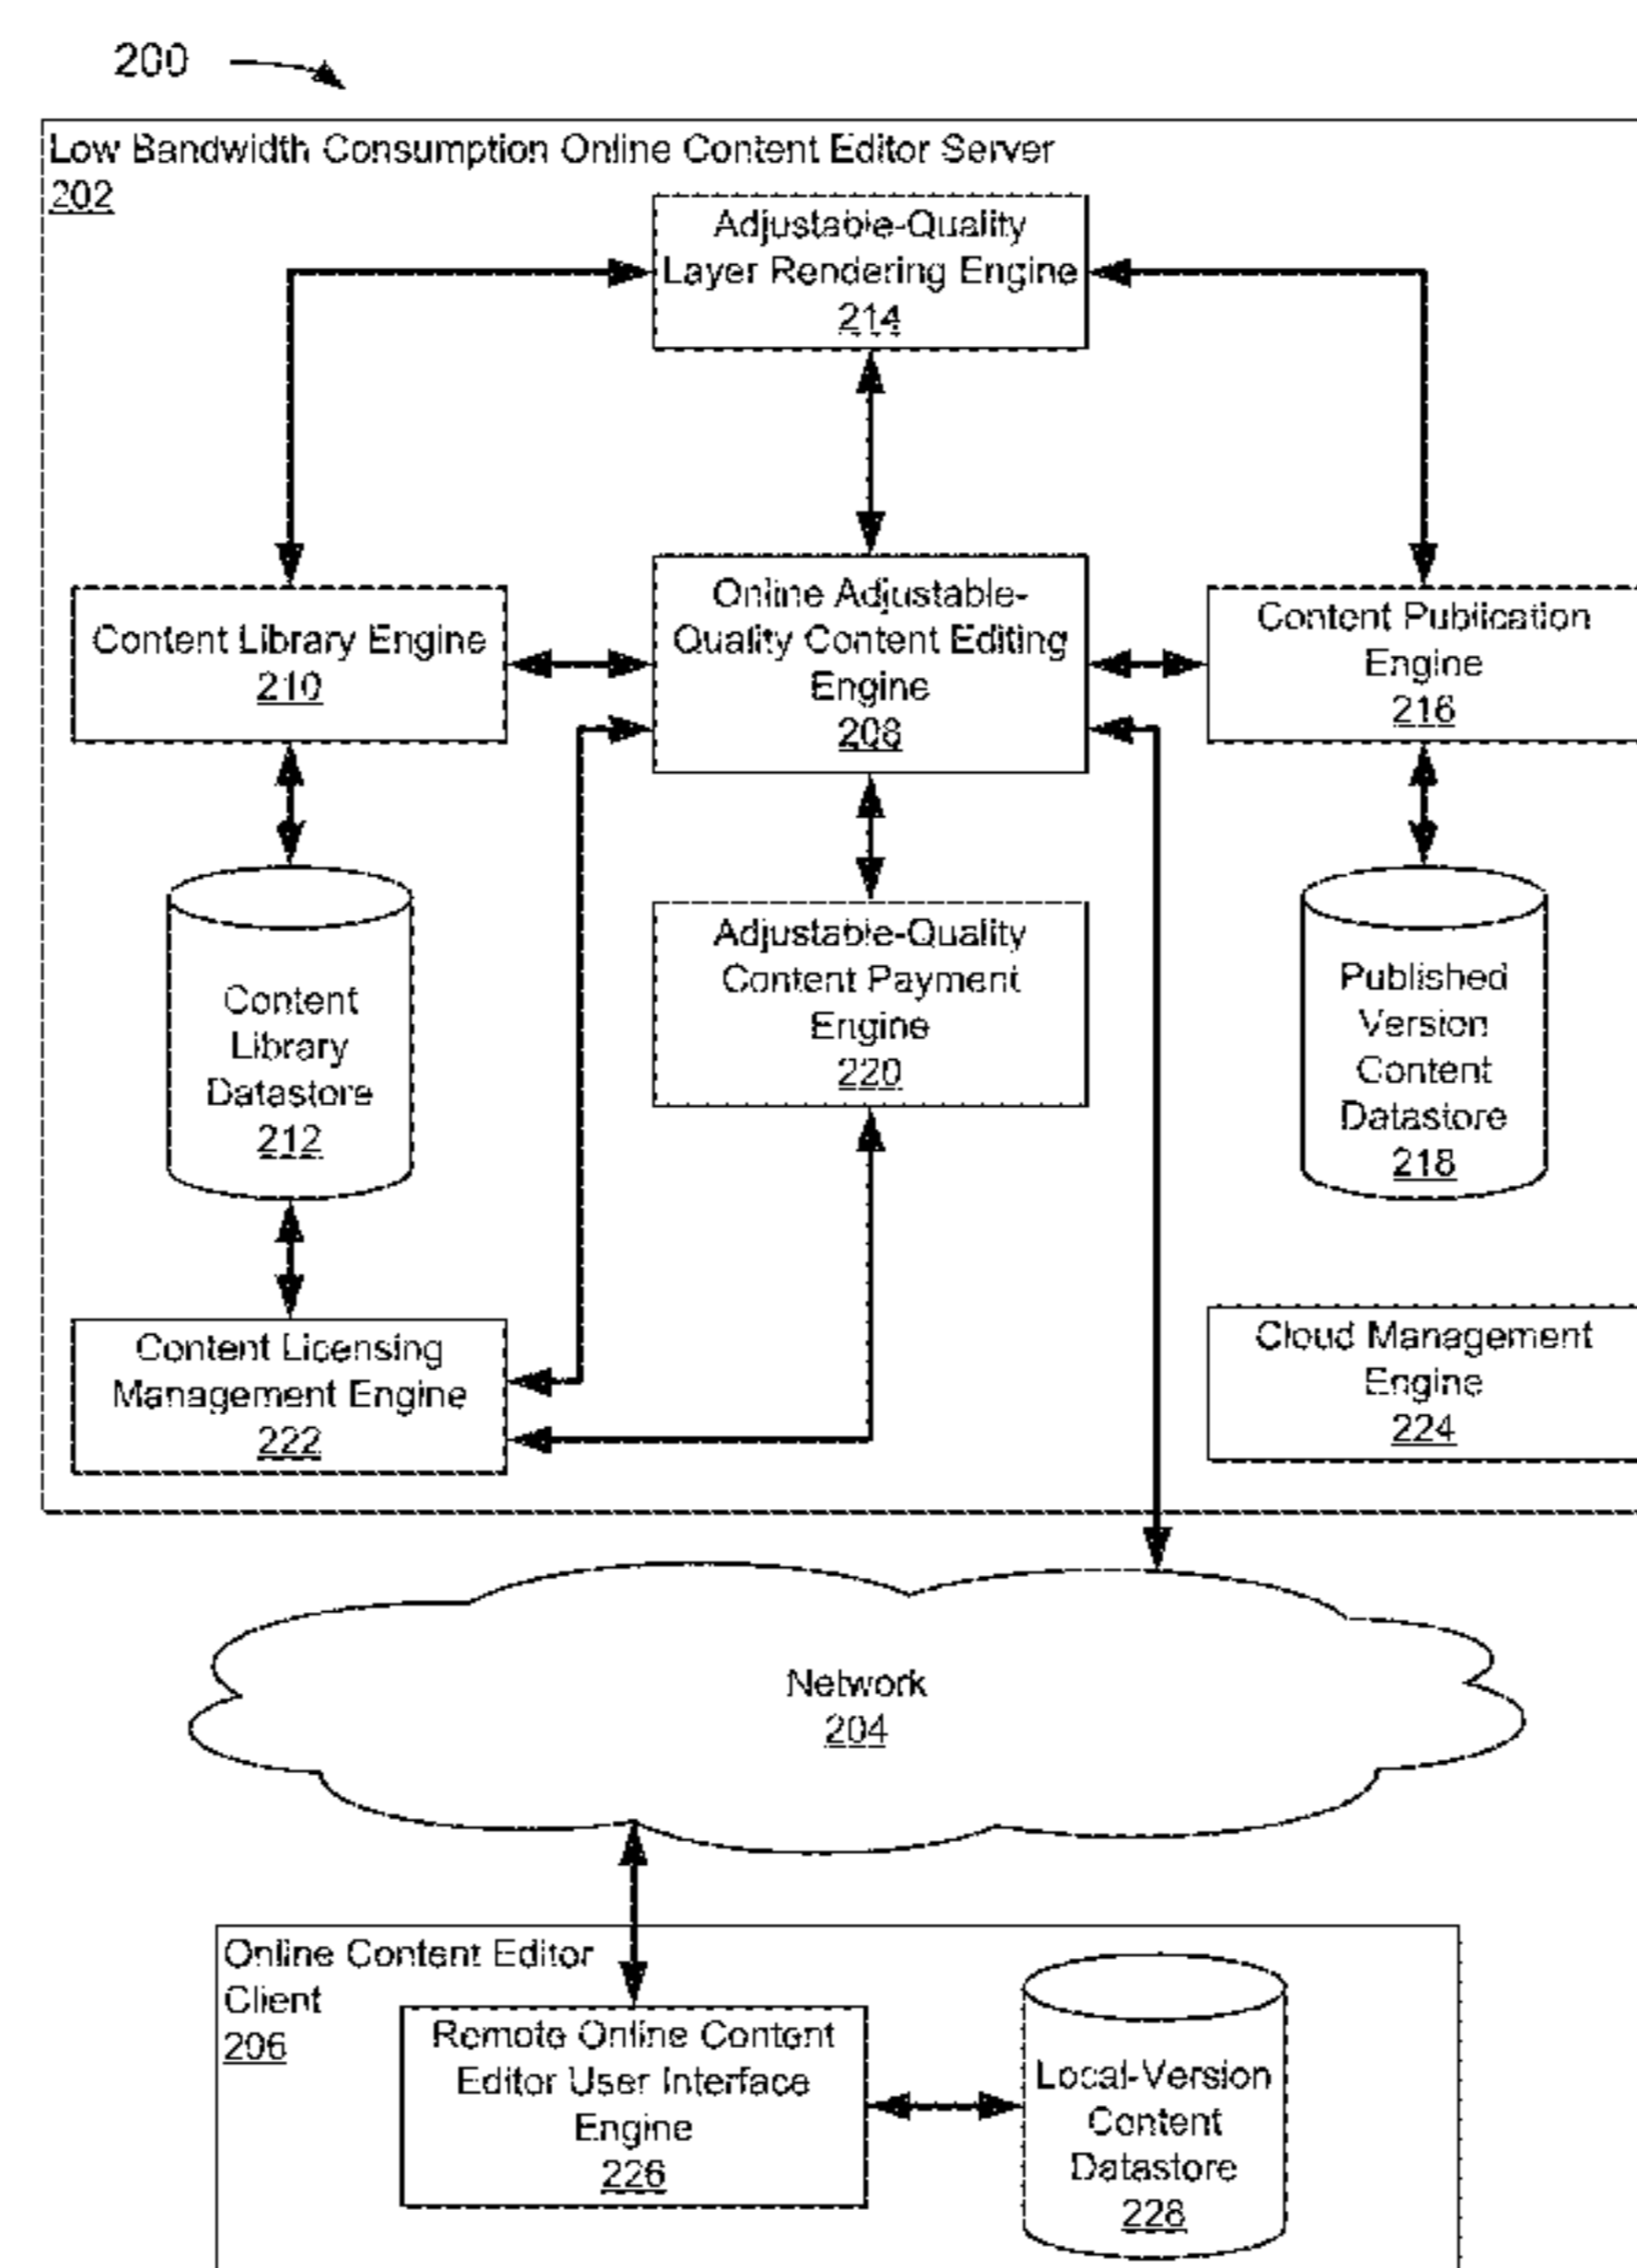 200
Low Bandwidth Consumption Online Content Editor Server
202
Adjustable-Quality
Layer Rendering Engine
214
Content Library Engine
210
Online Adjustable-
Quality Content Editing
Engine
208
Content Publication
Engine
216
Content
Library
Datastore
212
Adjustable-Quality
Content Payment
Engine
220
Published
Version
Content
Datastore
218
Content Licensing
Management Engine
222
Cloud Management
Engine
224
Network
204
Online Content Editor
Client
206
Remote Online Content
Editor User Interface
Engine
226
Local-Version
Content
Datastore
228